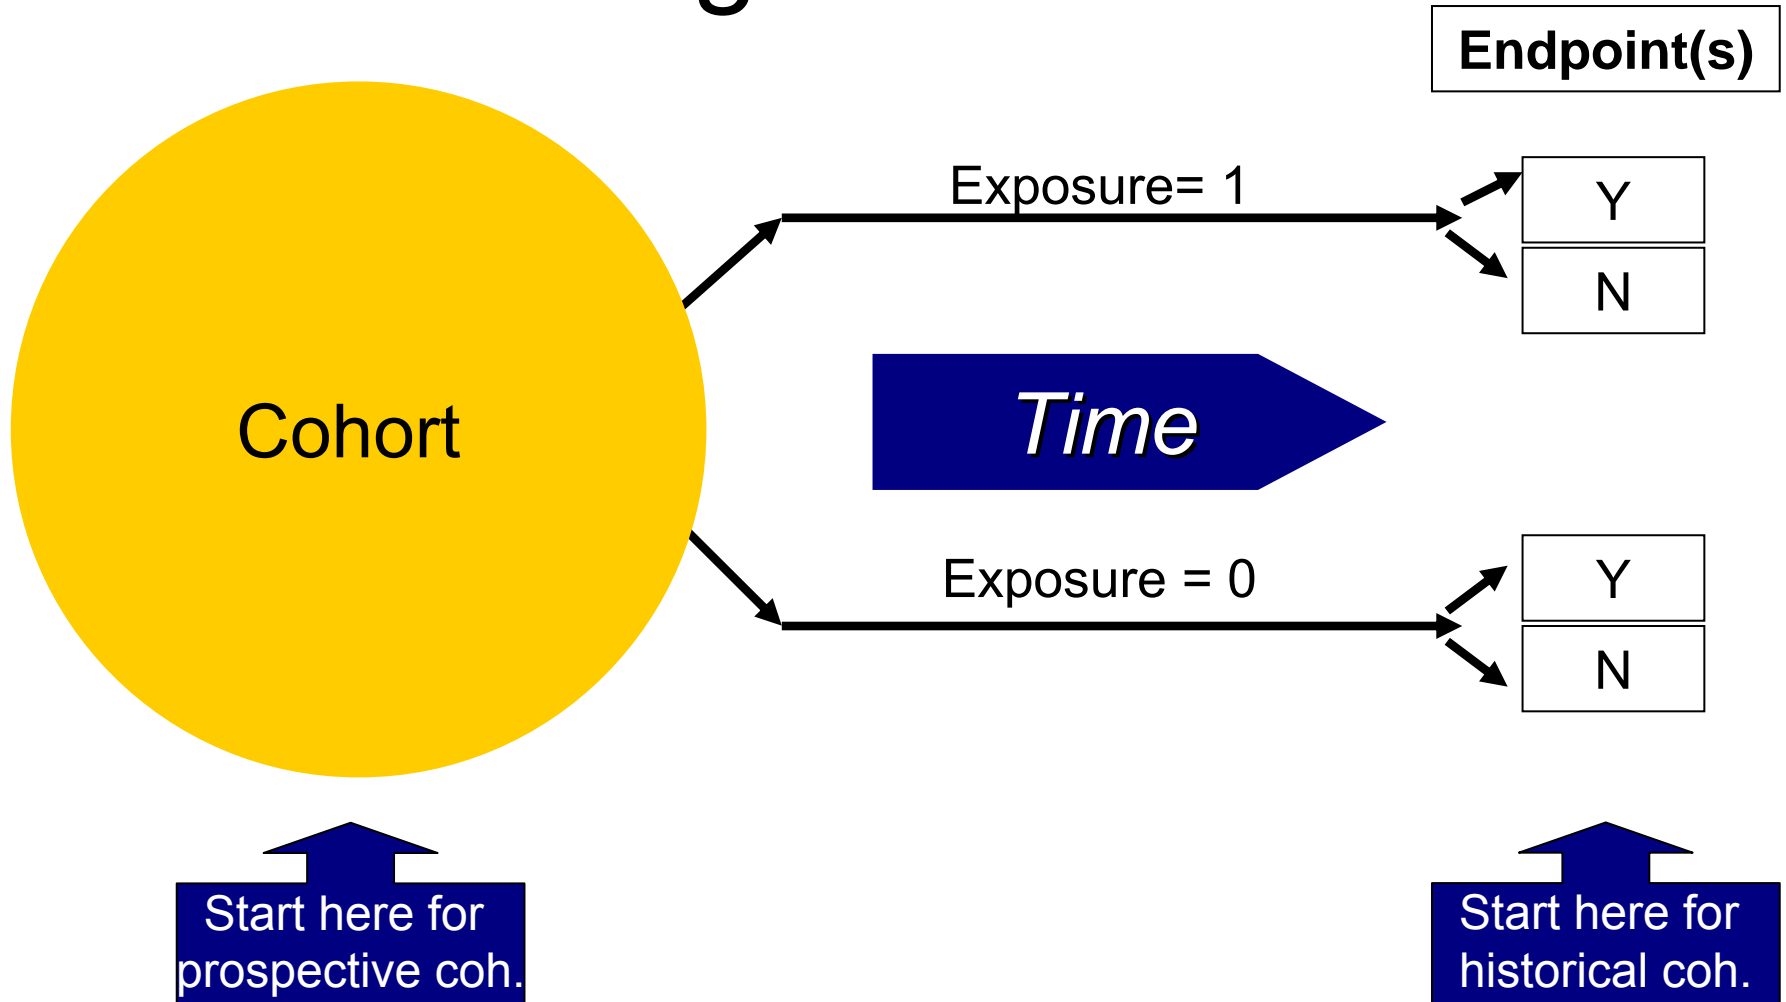 Endpoint(s)
Exposure= 1
Y
N
Cohort
Time
Exposure = 0
Y
N
Start here for
prospective coh.
Start here for
historical coh.